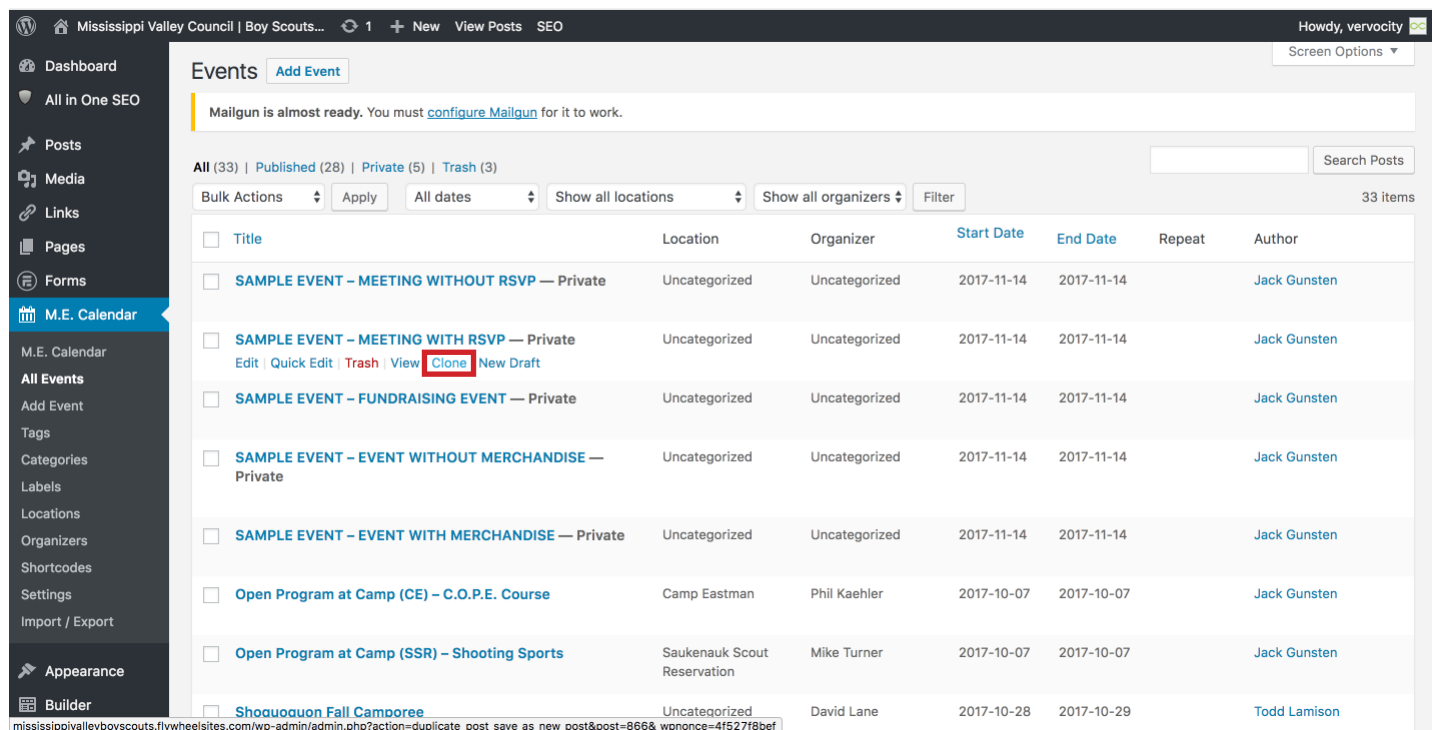 Mississippi Valley Council | Boy Scouts... 1 New View Posts SEO Howdy, vervocity
Screen Options
Dashboard
All in One SEO
Posts
Media
Links
Pages
Forms
M.E. Calendar
M.E. Calendar
All Events
Add Event
Tags
Categories
Labels
Locations
Organizers
Shortcodes
Settings
Import / Export
Appearance
Builder
Events Add Event
Mailgun is almost ready. You must configure Mailgun for it to work.
All (33) | Published (28) | Private (5) | Trash (3)
Search Posts
Bulk Actions Apply All dates Show all locations Show all organizers Filter 33 items
Title Location Organizer Start Date End Date Repeat Author
SAMPLE EVENT – MEETING WITHOUT RSVP — Private Uncategorized Uncategorized 2017-11-14 2017-11-14 Jack Gunsten
SAMPLE EVENT – MEETING WITH RSVP — Private Uncategorized Uncategorized 2017-11-14 2017-11-14 Jack Gunsten
Edit | Quick Edit | Trash | View | Clone | New Draft
SAMPLE EVENT – FUNDRAISING EVENT — Private Uncategorized Uncategorized 2017-11-14 2017-11-14 Jack Gunsten
SAMPLE EVENT – EVENT WITHOUT MERCHANDISE — Uncategorized Uncategorized 2017-11-14 2017-11-14 Jack Gunsten
Private
SAMPLE EVENT – EVENT WITH MERCHANDISE — Private Uncategorized Uncategorized 2017-11-14 2017-11-14 Jack Gunsten
Open Program at Camp (CE) – C.O.P.E. Course Camp Eastman Phil Kaehler 2017-10-07 2017-10-07 Jack Gunsten
Open Program at Camp (SSR) – Shooting Sports Saukenauk Scout Mike Turner 2017-10-07 2017-10-07 Jack Gunsten
Reservation
Shoquoquon Fall Camporee Uncategorized David Lane 2017-10-28 2017-10-29 Todd Lamison
mississippivalleyboyscouts.flywheelsites.com/wp-admin/admin.php?action=duplicate_post_save_as_new_post&post=866&_wpnonce=4f527f8bef